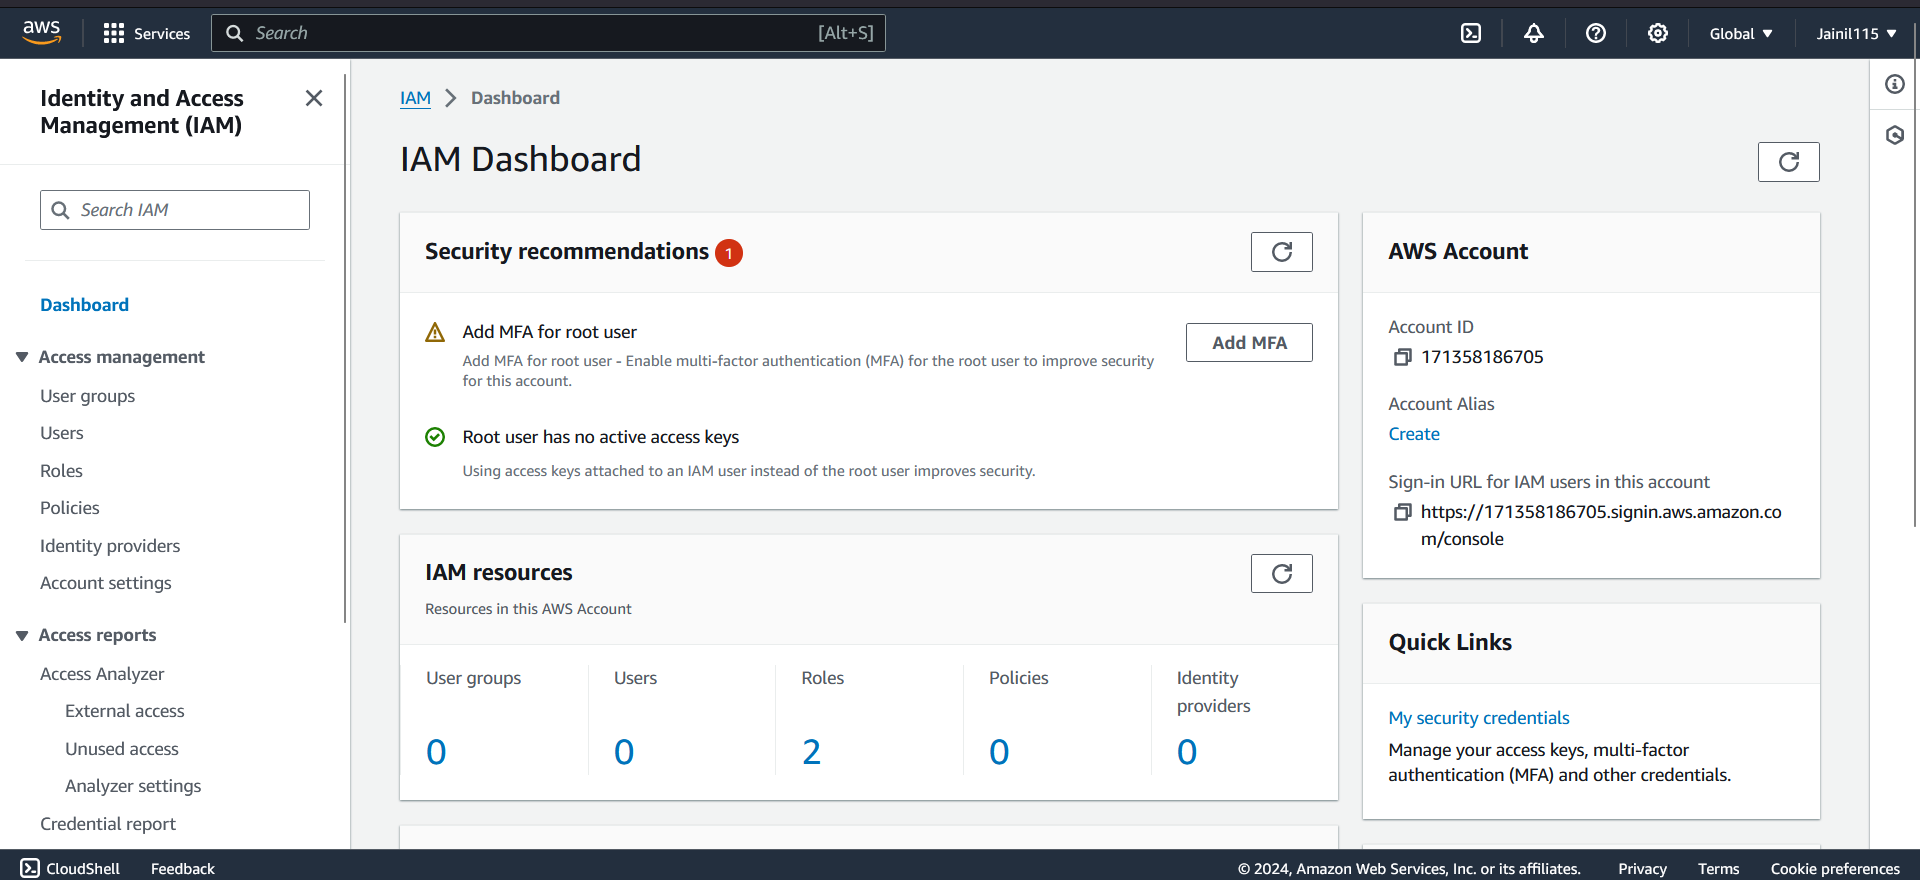 aws
Services
Search
[Alt+S]
Global
Jainil115
Identity and Access
Management (IAM)
Search IAM
Dashboard
Access management
User groups
Users
Roles
Policies
Identity providers
Account settings
Access reports
Access Analyzer
External access
Unused access
Analyzer settings
Credential report
IAM
Dashboard
IAM Dashboard
Security recommendations 1
Add MFA for root user
Add MFA for root user - Enable multi-factor authentication (MFA) for the root user to improve security
for this account.
Add MFA
Root user has no active access keys
Using access keys attached to an IAM user instead of the root user improves security.
IAM resources
Resources in this AWS Account
User groups
0
Users
0
Roles
2
Policies
0
Identity
providers
0
AWS Account
Account ID
171358186705
Account Alias
Create
Sign-in URL for IAM users in this account
https://171358186705.signin.aws.amazon.co
m/console
Quick Links
My security credentials
Manage your access keys, multi-factor
authentication (MFA) and other credentials.
CloudShell
Feedback
© 2024, Amazon Web Services, Inc. or its affiliates.
Privacy
Terms
Cookie preferences